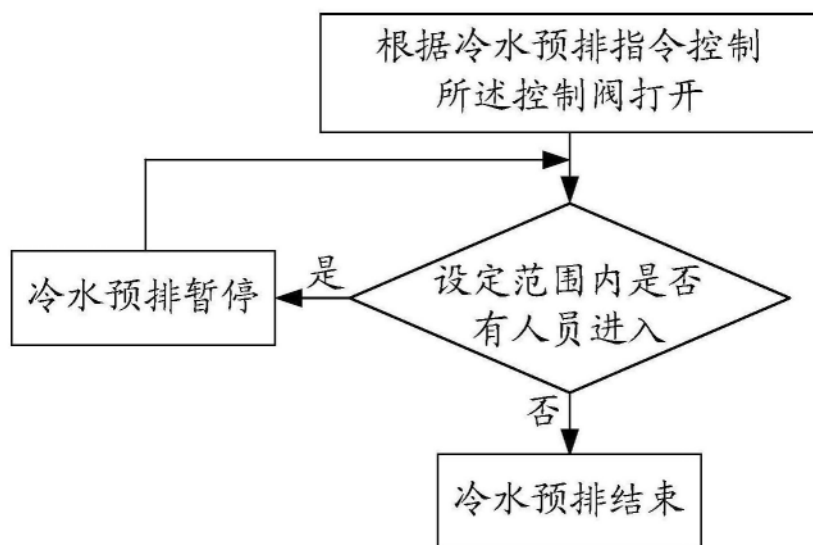 根据冷水预排指令控制
所述控制阀打开
是
冷水预排暂停
设定范围内是否
有人员进入
否
冷水预排结束